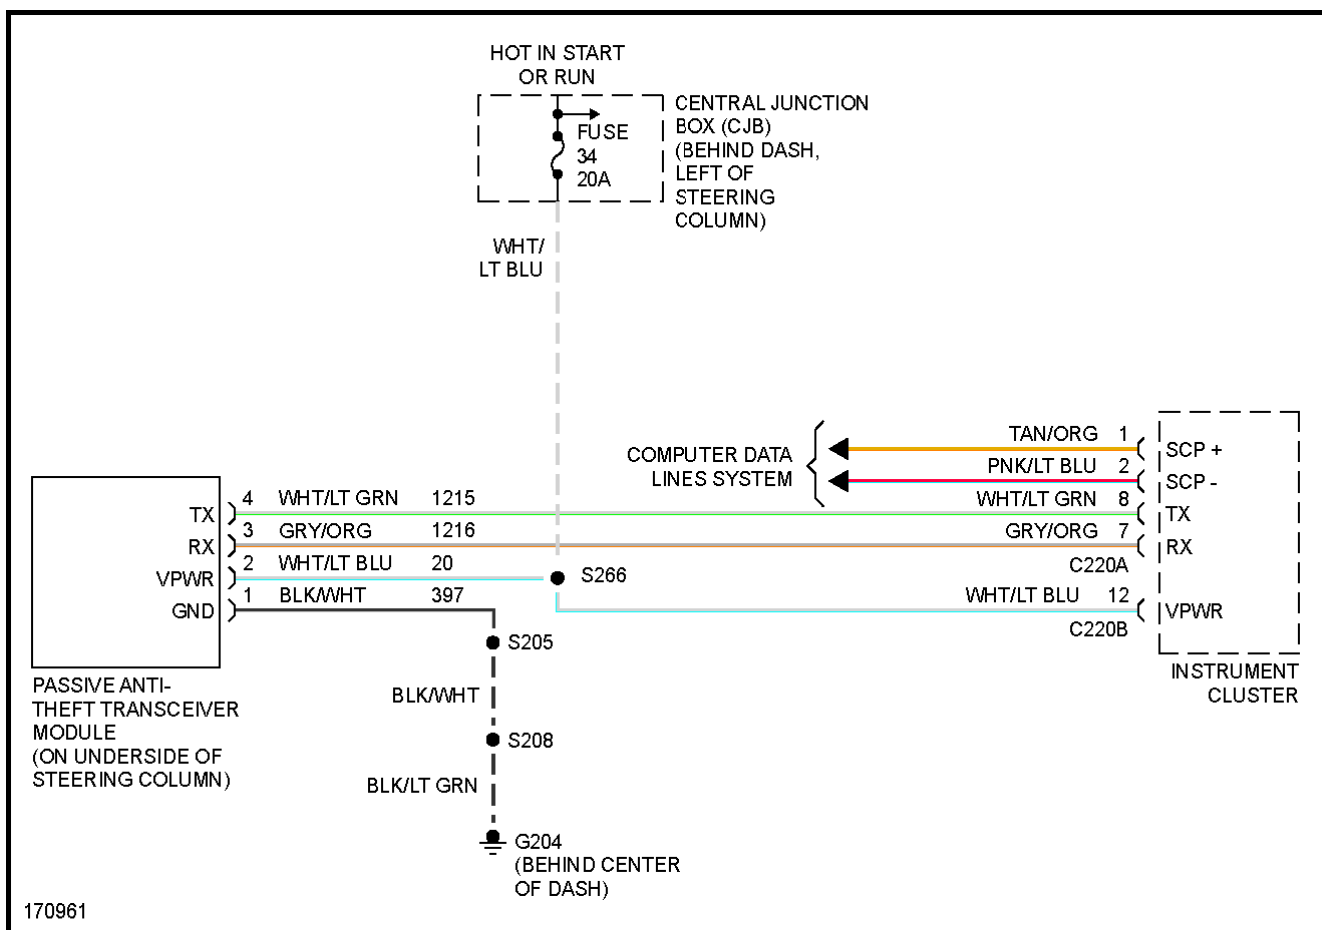 HOT IN START
OR RUN
FUSE
34
20A
CENTRAL JUNCTION
BOX (CJB)
(BEHIND DASH,
LEFT OF
STEERING
COLUMN)
WHT/
LT BLU
COMPUTER DATA
LINES SYSTEM
TAN/ORG 1 SCP +
PNK/LT BLU 2 SCP -
WHT/LT GRN 8 TX
GRY/ORG 7 RX
C220A
WHT/LT BLU 12 VPWR
C220B
INSTRUMENT
CLUSTER
TX 4 WHT/LT GRN 1215
RX 3 GRY/ORG 1216
VPWR 2 WHT/LT BLU 20
GND 1 BLK/WHT 397
S266
S205
BLK/WHT
S208
BLK/LT GRN
G204
(BEHIND CENTER
OF DASH)
PASSIVE ANTI-
THEFT TRANSCEIVER
MODULE
(ON UNDERSIDE OF
STEERING COLUMN)
170961